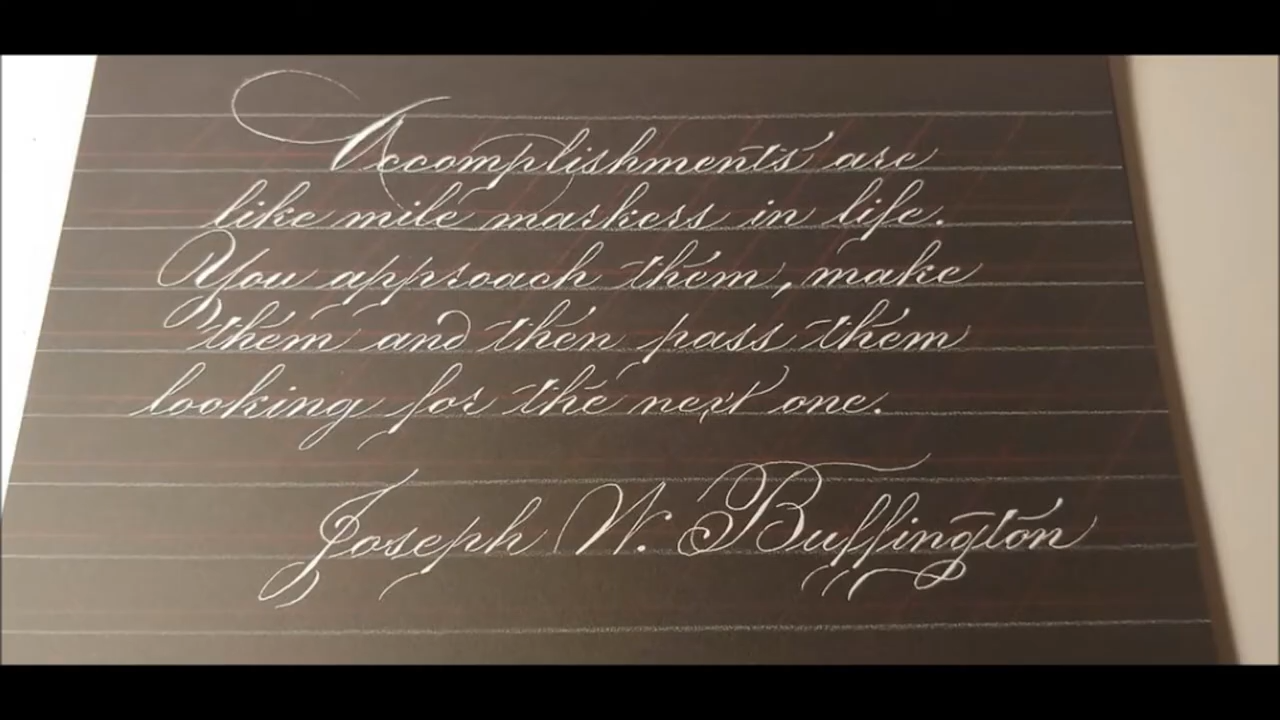 Accomplishments are
like mile markers in life.
You approach them, make
them and then pass them
looking for the next one.
Joseph W. Buffington